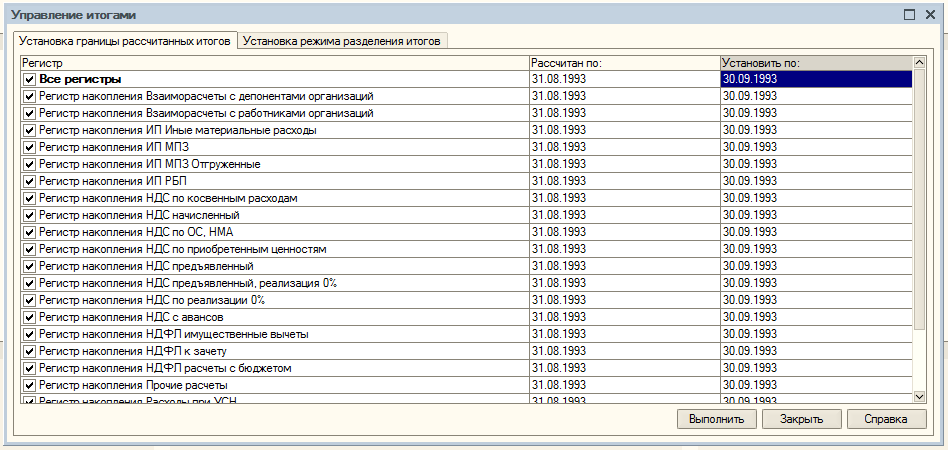 Управление итогами
Установка границы рассчитанных итогов Установка режима разделения итогов
Регистр Рассчитан по: Установить по:
Все регистры 31.08.1993 30.09.1993
Регистр накопления Взаиморасчеты с депонентами организаций 31.08.1993 30.09.1993
Регистр накопления Взаиморасчеты с работниками организаций 31.08.1993 30.09.1993
Регистр накопления ИП Иные материальные расходы 31.08.1993 30.09.1993
Регистр накопления ИП МПЗ 31.08.1993 30.09.1993
Регистр накопления ИП МПЗ Отгруженные 31.08.1993 30.09.1993
Регистр накопления ИП РБП 31.08.1993 30.09.1993
Регистр накопления НДС по косвенным расходам 31.08.1993 30.09.1993
Регистр накопления НДС начисленный 31.08.1993 30.09.1993
Регистр накопления НДС по ОС, НМА 31.08.1993 30.09.1993
Регистр накопления НДС по приобретенным ценностям 31.08.1993 30.09.1993
Регистр накопления НДС предъявленный 31.08.1993 30.09.1993
Регистр накопления НДС предъявленный, реализация 0% 31.08.1993 30.09.1993
Регистр накопления НДС по реализации 0% 31.08.1993 30.09.1993
Регистр накопления НДС с авансов 31.08.1993 30.09.1993
Регистр накопления НДФЛ имущественные вычеты 31.08.1993 30.09.1993
Регистр накопления НДФЛ к зачету 31.08.1993 30.09.1993
Регистр накопления НДФЛ расчеты с бюджетом 31.08.1993 30.09.1993
Регистр накопления Прочие расчеты 31.08.1993 30.09.1993
Регистр накопления Расходы при УСН 31.08.1993 30.09.1993
Выполнить Закрыть Справка